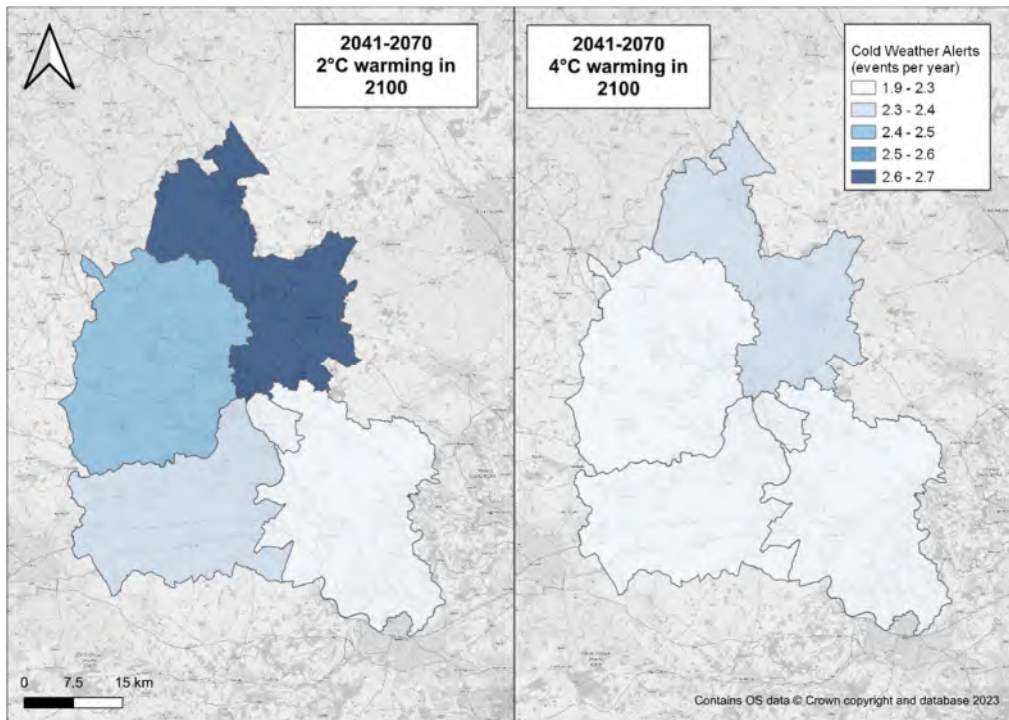 2041-2070
2°C warming in
2100
2041-2070
4°C warming in
2100
Cold Weather Alerts
(events per year)
1.9 - 2.3
2.3 - 2.4
2.4 - 2.5
2.5 - 2.6
2.6 - 2.7
0 7.5 15 km
Contains OS data © Crown copyright and database 2023